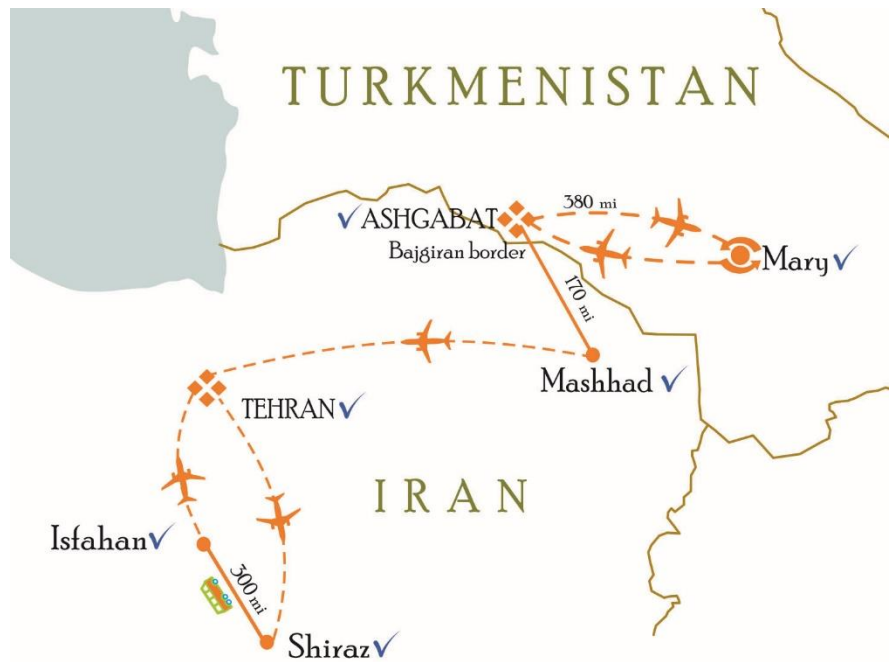 TURKMENISTAN
380 mi
ASHGABAT
Bajgiran border
Mary
170 mi
Mashhad
TEHRAN
IRAN
Isfahan
300 mi
Shiraz